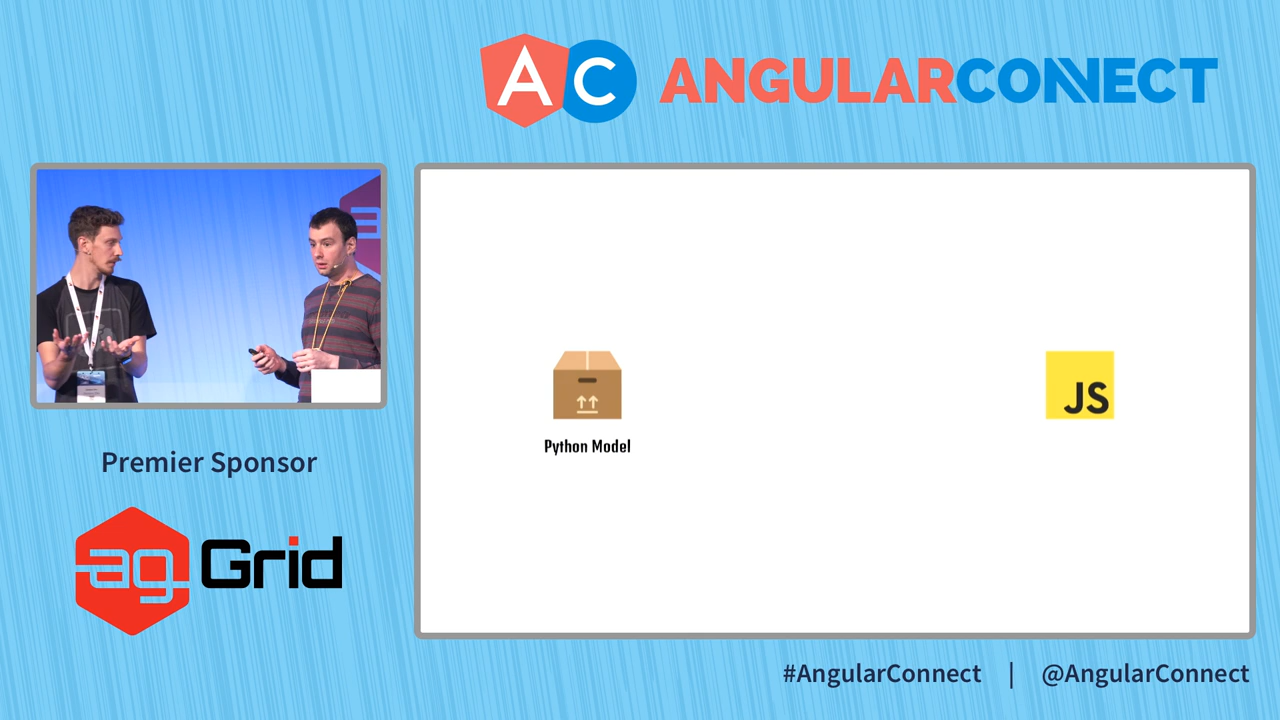 AC ANGULARCONNECT
Python Model
JS
Premier Sponsor
ag Grid
#AngularConnect | @AngularConnect